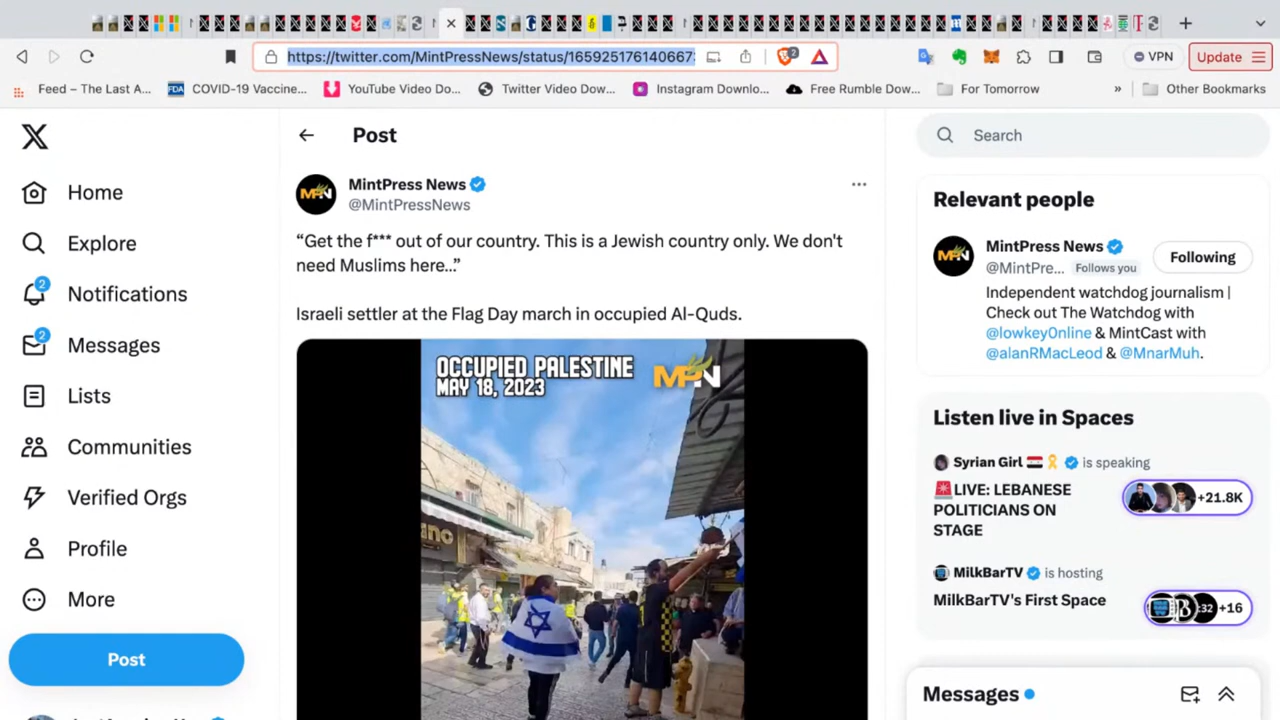 https://twitter.com/MintPressNews/status/165925176140667
2
VPN
Update
Feed – The Last A...
COVID-19 Vaccine...
YouTube Video Do...
Twitter Video Dow...
Instagram Downlo...
Free Rumble Dow...
For Tomorrow
»
Other Bookmarks
Home
Explore
2
Notifications
2
Messages
Lists
Communities
Verified Orgs
Profile
More
Post
Post
MintPress News
@MintPressNews
“Get the f*** out of our country. This is a Jewish country only. We don't
need Muslims here...”
Israeli settler at the Flag Day march in occupied Al-Quds.
OCCUPIED PALESTINE
MAY 18, 2023
MPN
Search
Relevant people
MintPress News
@MintPre... Follows you
Following
Independent watchdog journalism |
Check out The Watchdog with
@lowkey0nline & MintCast with
@alanRMacLeod & @MnarMuh.
Listen live in Spaces
Syrian Girl is speaking
LIVE: LEBANESE
POLITICIANS ON
STAGE
+21.8K
MilkBarTV is hosting
MilkBarTV's First Space
+16
Messages